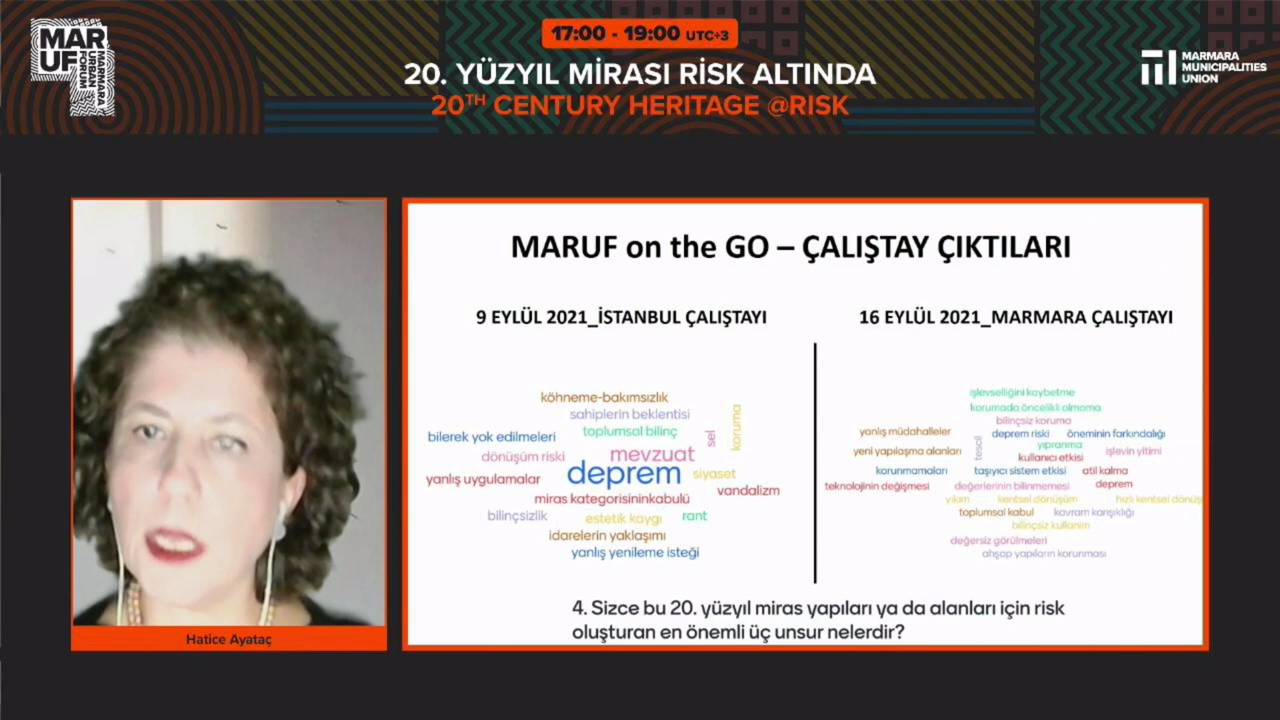 MAR
UF
MARMARA
URBAN
FORUM
17:00 - 19:00 UTC+3
20. YÜZYIL MİRASI RİSK ALTINDA
20TH CENTURY HERITAGE @RISK
MARMARA
MUNICIPALITIES
UNION
Hatice Ayataç
MARUF on the GO – ÇALIŞTAY ÇIKTILARI
9 EYLÜL 2021_İSTANBUL ÇALIŞTAYI
köhneme-bakımsızlık
sahiplerin beklentisi
koruma
bilerek yok edilmeleri
toplumsal bilinç
sel
dönüşüm riski
mevzuat
yanlış uygulamalar
deprem
siyaset
miras kategorisininkabulü
vandalizm
bilinçsizlik
estetik kaygı
rant
idarelerin yaklaşımı
yanlış yenileme isteği
16 EYLÜL 2021_MARMARA ÇALIŞTAYI
işlevselliğini kaybetme
korumada öncelikli olmama
bilinçsiz koruma
yanlış müdahaleler
deprem riski
öneminin farkındalığı
tescil
yıpranma
yeni yapılaşma alanları
kullanıcı etkisi
işlevin yitimi
korunmamaları
taşıyıcı sistem etkisi
atıl kalma
teknolojinin değişmesi
değerlerinin bilinmemesi
deprem
yıkım
kentsel dönüşüm
hızlı kentsel dönüş
toplumsal kabul
kavram karışıklığı
bilinçsiz kullanım
değersiz görülmeleri
ahşap yapıların korunması
4. Sizce bu 20. yüzyıl miras yapıları ya da alanları için risk
oluşturan en önemli üç unsur nelerdir?